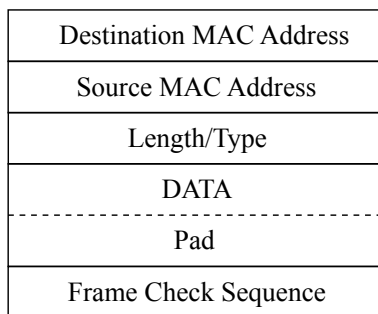 Destination MAC Address
Source MAC Address
Length/Type
DATA
Pad
Frame Check Sequence